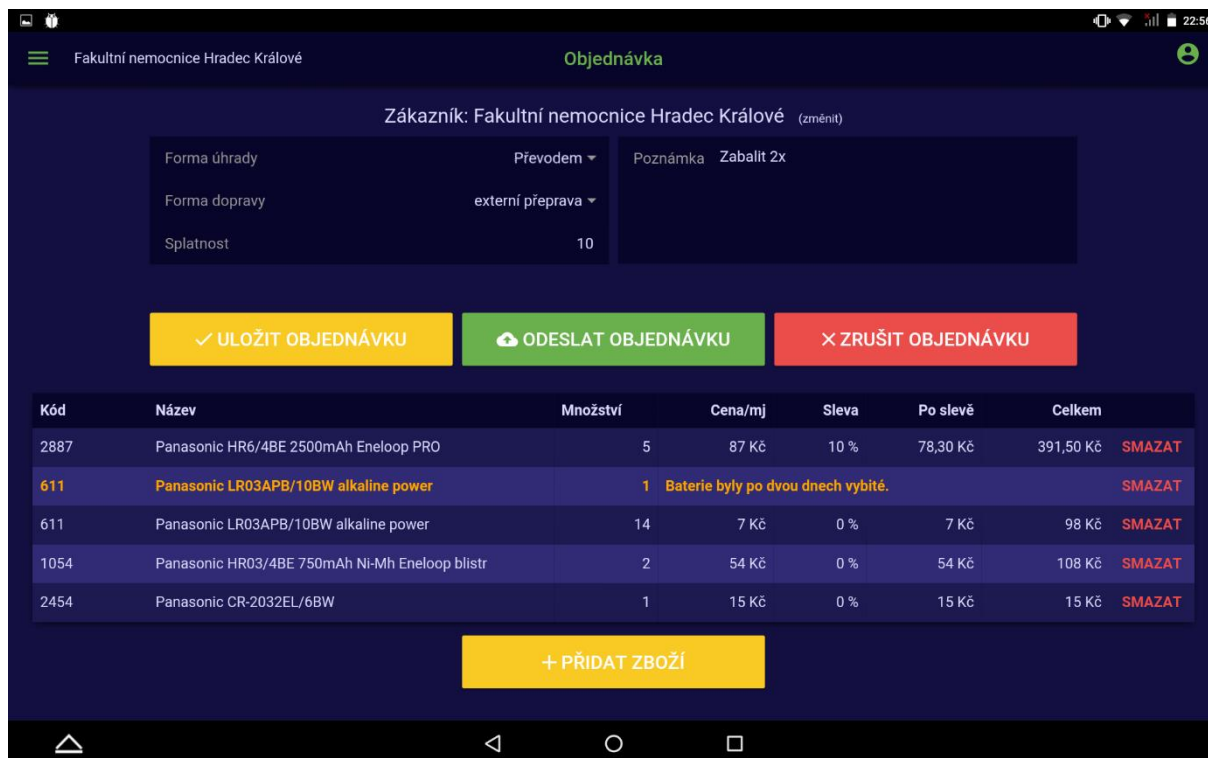 22:56
Fakultní nemocnice Hradec Králové Objednávka
Zákazník: Fakultní nemocnice Hradec Králové (změnit)
Forma úhrady Převodem Poznámka Zabalit 2x
Forma dopravy externí přeprava
Splatnost 10
ULOŽIT OBJEDNÁVKU ODESLAT OBJEDNÁVKU ZRUŠIT OBJEDNÁVKU
Kód Název Množství Cena/mj Sleva Po slevě Celkem
2887 Panasonic HR6/4BE 2500mAh Eneloop PRO 5 87 Kč 10 % 78,30 Kč 391,50 Kč SMAZAT
611 Panasonic LR03APB/10BW alkaline power 1 Baterie byly po dvou dnech vybité. SMAZAT
611 Panasonic LR03APB/10BW alkaline power 14 7 Kč 0 % 7 Kč 98 Kč SMAZAT
1054 Panasonic HR03/4BE 750mAh Ni-Mh Eneloop blistr 2 54 Kč 0 % 54 Kč 108 Kč SMAZAT
2454 Panasonic CR-2032EL/6BW 1 15 Kč 0 % 15 Kč 15 Kč SMAZAT
+ PŘIDAT ZBOŽÍ